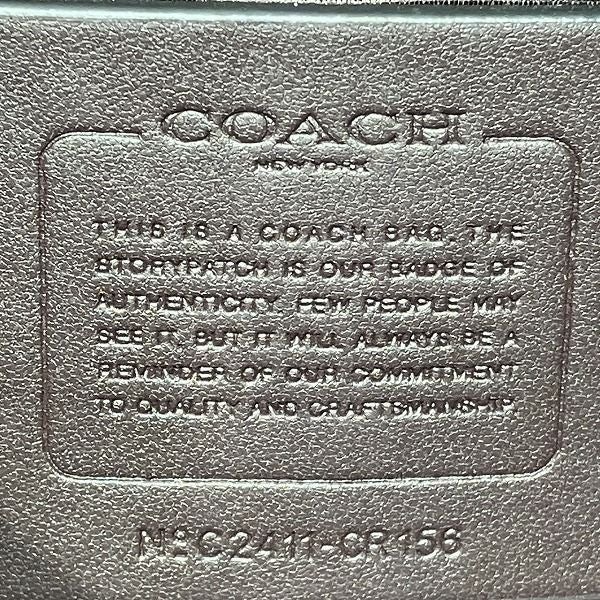 COACH
NEW YORK
THIS IS A COACH BAG. THE
STORYPATCH IS OUR BADGE OF
AUTHENTICITY. FEW PEOPLE MAY
SEE IT, BUT IT WILL ALWAYS BE A
REMINDER OF OUR COMMITMENT
TO QUALITY AND CRAFTSMANSHIP.
N2C2411-CR156